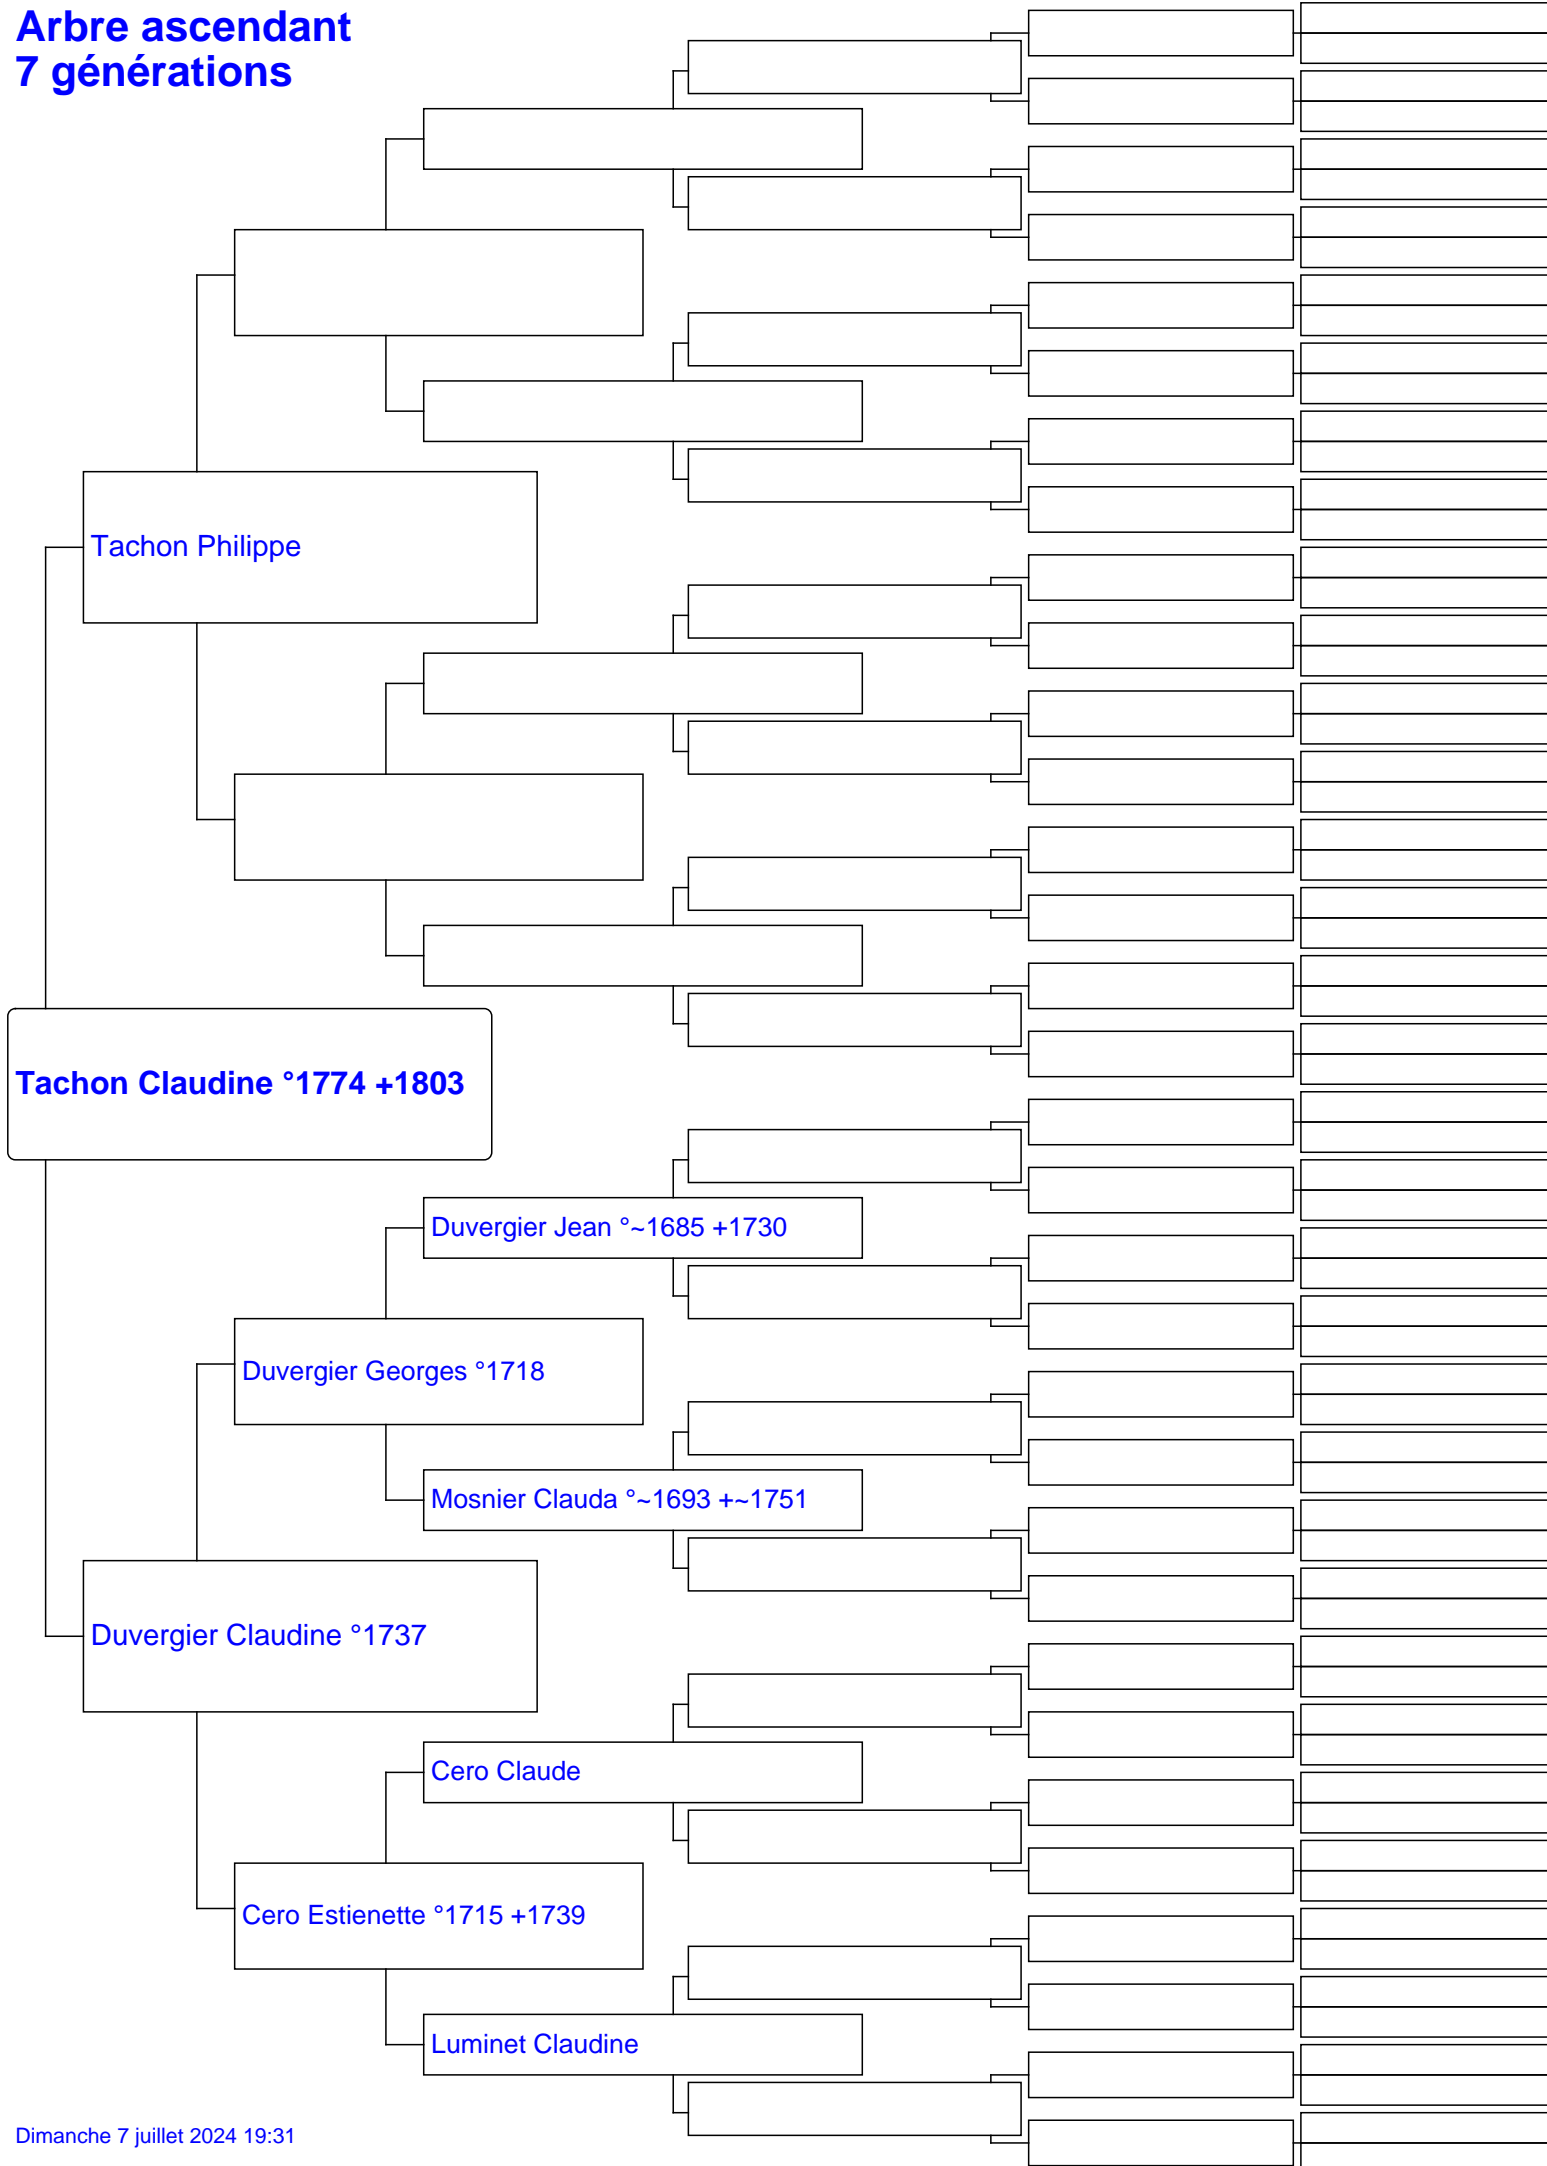 Arbre ascendant
7 générations
Tachon Philippe
Tachon Claudine °1774 +1803
Duvergier Jean °~1685 +1730
Duvergier Georges °1718
Mosnier Clauda °~1693 +~1751
Duvergier Claudine °1737
Cero Claude
Cero Estienette °1715 +1739
Luminet Claudine
Dimanche 7 juillet 2024 19:31